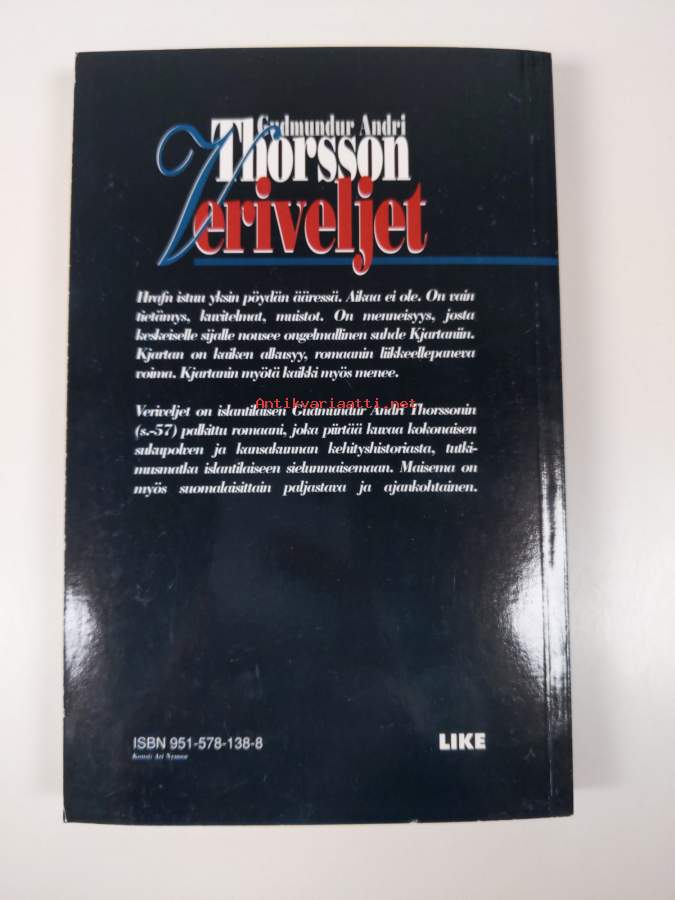 Gudmundur Andri
Thorsson
Veriveljet
Hrafn istuu yksin pöydän ääressä. Aikaa ei ole. On vain
tietämys, kuvitelmat, muistot. On menneisyys, josta
keskeiselle sijalle nousee ongelmallinen suhde Kjartaniin.
Kjartan on kaiken alkusyy, romaanin liikkeellepaneva
voima. Kjartanin myötä kaikki myös menee.
Antikvariaatti.net
Veriveljet on islantilaisen Gudmundur Andri Thorssonin
(s.-57) palkittu romaani, joka piirtää kuvaa kokonaisen
sukupolven ja kansakunnan kehityshistoriasta, tutki-
musmatka islantilaiseen sielunmaisemaan. Maisema on
myös suomalaisittain paljastava ja ajankohtainen.
ISBN 951-578-138-8
LIKE
Kansi: Ari Nyman